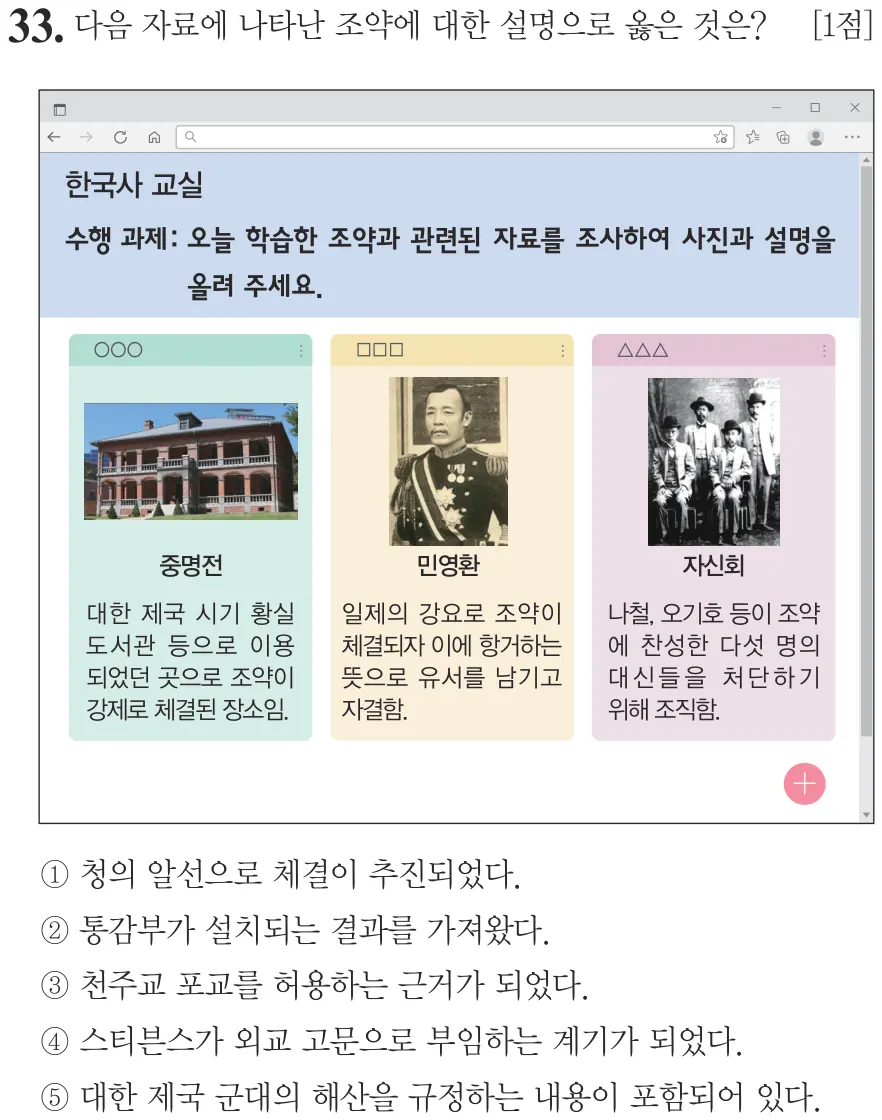 33. 다음 자료에 나타난 조약에 대한 설명으로 옳은 것은? [1점]
한국사 교실
수행 과제: 오늘 학습한 조약과 관련된 자료를 조사하여 사진과 설명을
올려 주세요.
○○○
중명전
대한 제국 시기 황실
도서관 등으로 이용
되었던 곳으로 조약이
강제로 체결된 장소임.
□□□
민영환
일제의 강요로 조약이
체결되자 이에 항거하는
뜻으로 유서를 남기고
자결함.
△△△
자신회
나철, 오기호 등이 조약
에 찬성한 다섯 명의
대신들을 처단하기
위해 조직함.
① 청의 알선으로 체결이 추진되었다.
② 통감부가 설치되는 결과를 가져왔다.
③ 천주교 포교를 허용하는 근거가 되었다.
④ 스티븐스가 외교 고문으로 부임하는 계기가 되었다.
⑤ 대한 제국 군대의 해산을 규정하는 내용이 포함되어 있다.